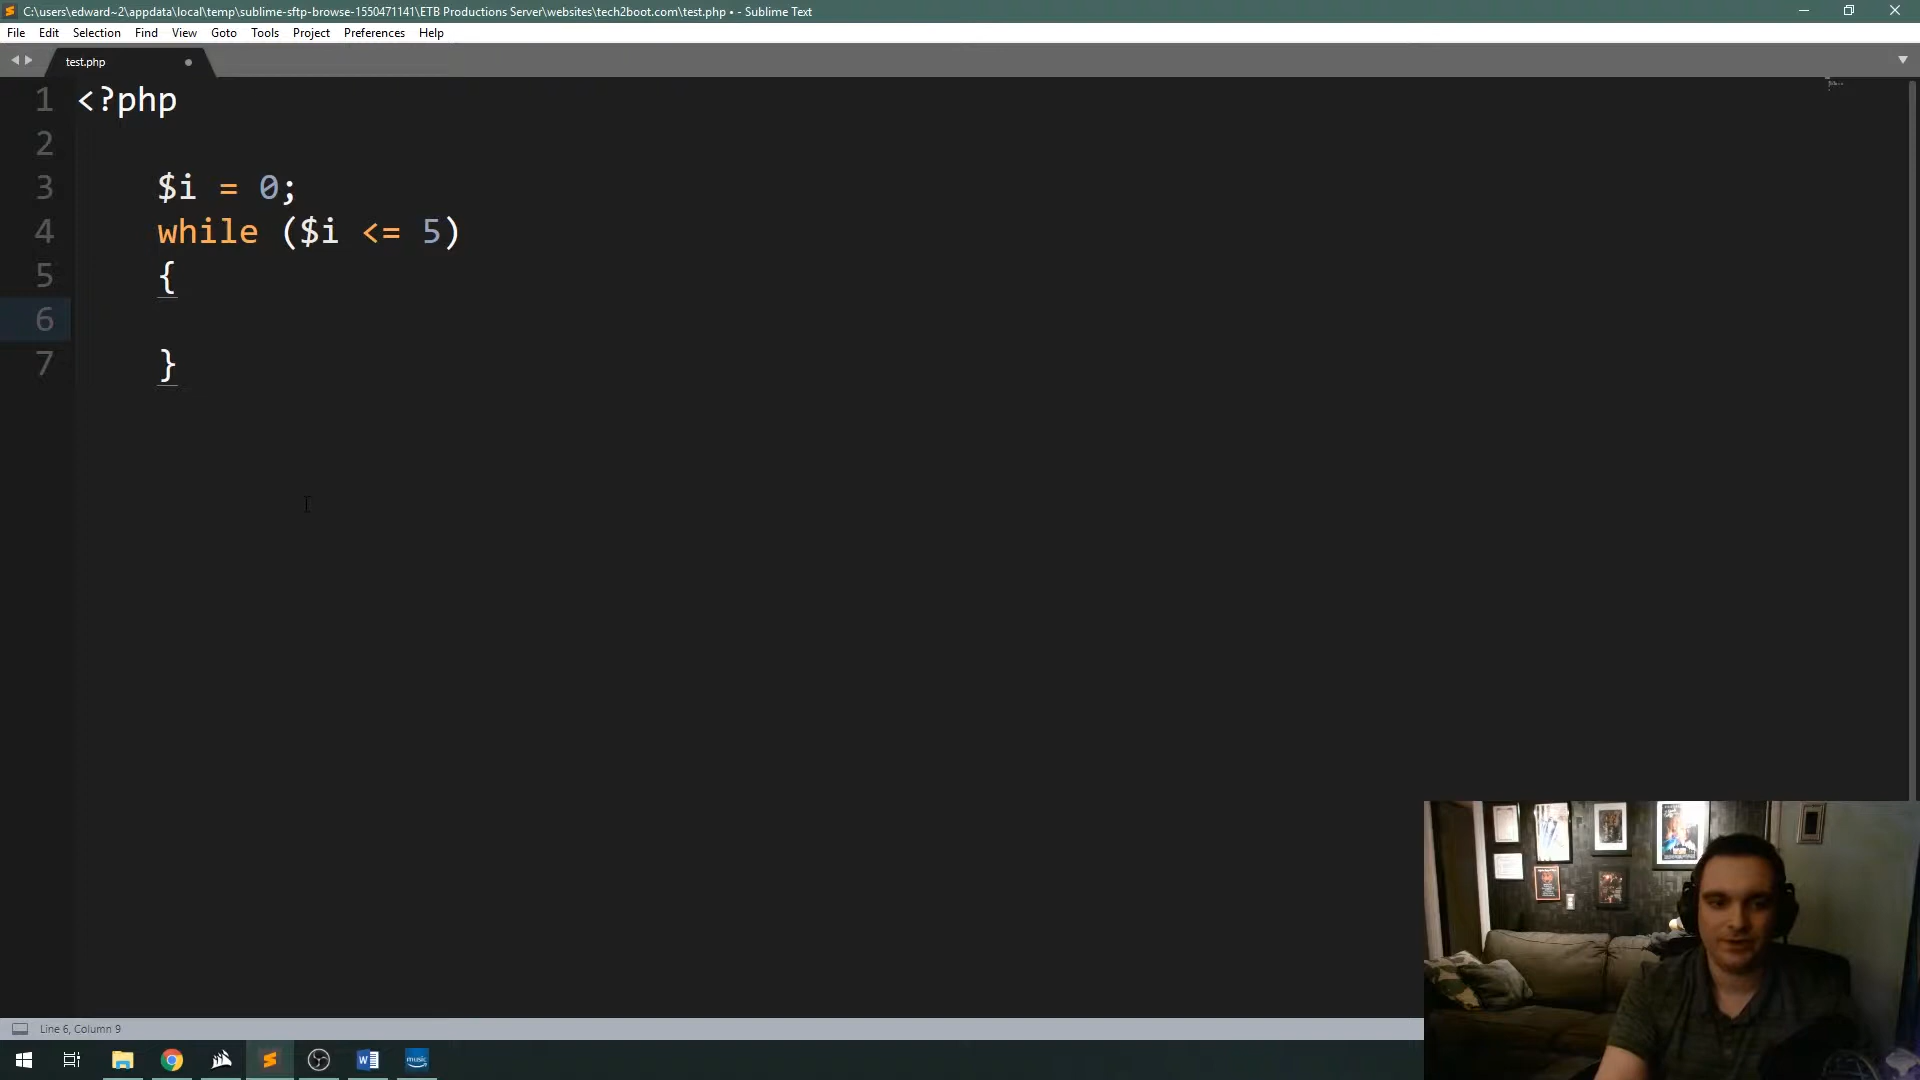 C:\users\edward~2\appdata\local\temp\sublime-sftp-browse-1550471141\ETB Productions Server\websites\tech2boot.com\test.php • - Sublime Text
File Edit Selection Find View Goto Tools Project Preferences Help
test.php
1 <?php
2
3 $i = 0;
4 while ($i <= 5)
5 {
6
7 }
Line 6, Column 9
music